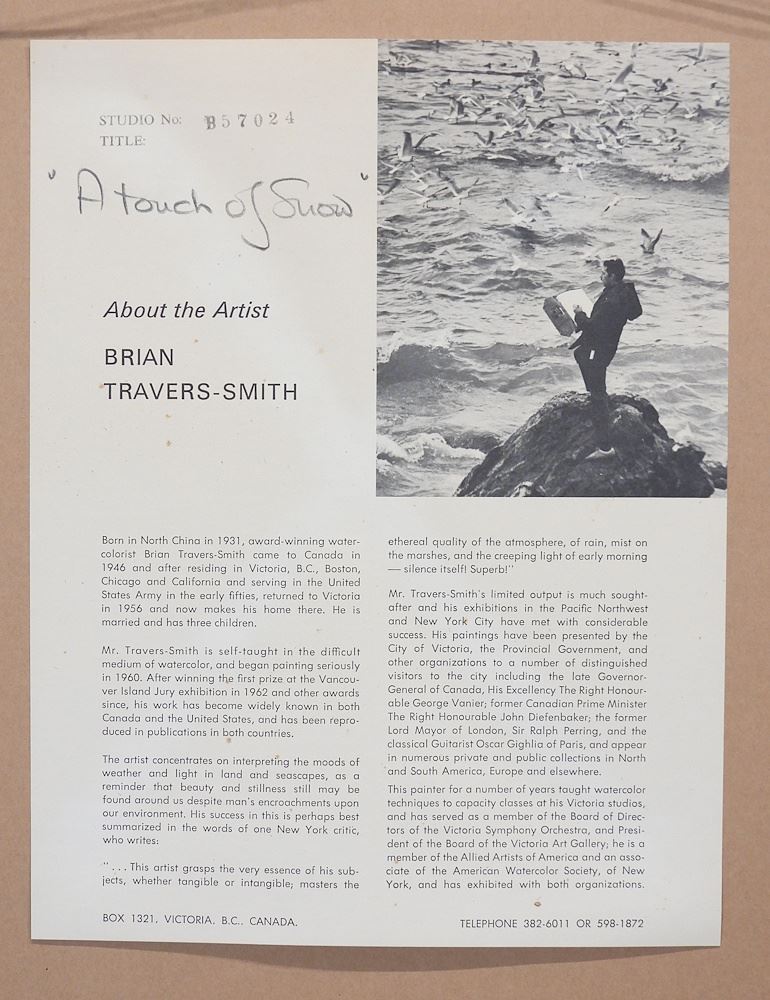 STUDIO No: B57024
TITLE:
"A touch of Snow"
About the Artist
BRIAN
TRAVERS-SMITH
Born in North China in 1931, award-winning water-
colorist Brian Travers-Smith came to Canada in
1946 and after residing in Victoria, B.C., Boston,
Chicago and California and serving in the United
States Army in the early fifties, returned to Victoria
in 1956 and now makes his home there. He is
married and has three children.
Mr. Travers-Smith is self-taught in the difficult
medium of watercolor, and began painting seriously
in 1960. After winning the first prize at the Vancou-
ver Island Jury exhibition in 1962 and other awards
since, his work has become widely known in both
Canada and the United States, and has been repro-
duced in publications in both countries.
The artist concentrates on interpreting the moods of
weather and light in land and seascapes, as a
reminder that beauty and stillness still may be
found around us despite man's encroachments upon
our environment. His success in this is perhaps best
summarized in the words of one New York critic,
who writes:
" . . . This artist grasps the very essence of his sub-
jects, whether tangible or intangible; masters the
ethereal quality of the atmosphere, of rain, mist on
the marshes, and the creeping light of early morning
— silence itself! Superb!"
Mr. Travers-Smith's limited output is much sought-
after and his exhibitions in the Pacific Northwest
and New York City have met with considerable
success. His paintings have been presented by the
City of Victoria, the Provincial Government, and
other organizations to a number of distinguished
visitors to the city including the late Governor-
General of Canada, His Excellency The Right Honour-
able George Vanier; former Canadian Prime Minister
The Right Honourable John Diefenbaker; the former
Lord Mayor of London, Sir Ralph Perring, and the
classical Guitarist Oscar Gighlia of Paris, and appear
in numerous private and public collections in North
and South America, Europe and elsewhere.
This painter for a number of years taught watercolor
techniques to capacity classes at his Victoria studios,
and has served as a member of the Board of Direc-
tors of the Victoria Symphony Orchestra, and Presi-
dent of the Board of the Victoria Art Gallery; he is a
member of the Allied Artists of America and an asso-
ciate of the American Watercolor Society, of New
York, and has exhibited with both organizations.
BOX 1321, VICTORIA, B.C., CANADA.
TELEPHONE 382-6011 OR 598-1872